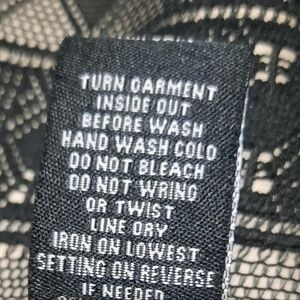 TURN GARMENT
INSIDE OUT
BEFORE WASH
HAND WASH COLD
DO NOT BLEACH
DO NOT WRING
OR TWIST
LINE DRY
IRON ON LOWEST
SETTING ON REVERSE
IF NEEDED